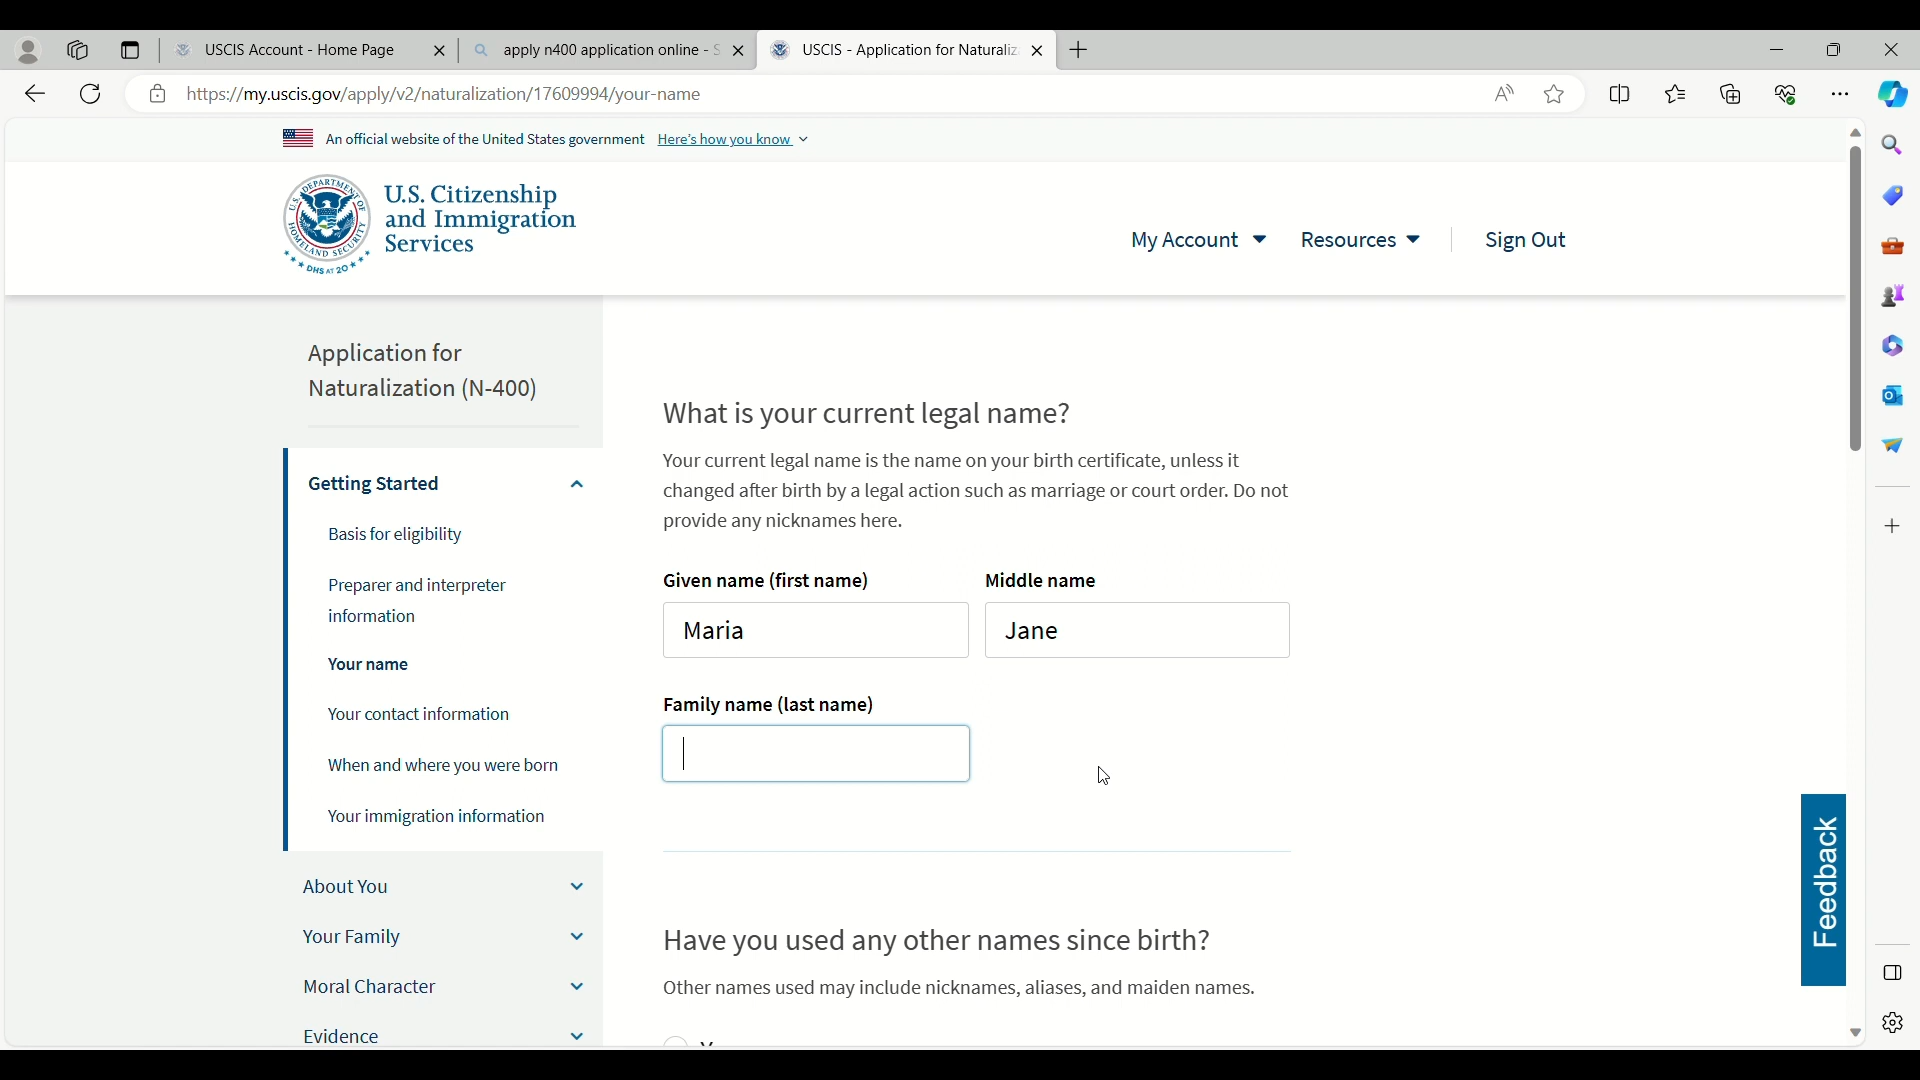 USCIS Account - Home Page
apply n400 application online - S
USCIS - Application for Naturaliz
https://my.uscis.gov/apply/v2/naturalization/17609994/your-name
An official website of the United States government Here's how you know
U.S. DEPARTMENT OF HOMELAND SECURITY
DHS AT 20
U.S. Citizenship
and Immigration
Services
My Account
Resources
Sign Out
Application for
Naturalization (N-400)
Getting Started
Basis for eligibility
Preparer and interpreter
information
Your name
Your contact information
When and where you were born
Your immigration information
About You
Your Family
Moral Character
Evidence
What is your current legal name?
Your current legal name is the name on your birth certificate, unless it
changed after birth by a legal action such as marriage or court order. Do not
provide any nicknames here.
Given name (first name)
Middle name
Maria
Jane
Family name (last name)
Have you used any other names since birth?
Other names used may include nicknames, aliases, and maiden names.
Feedback